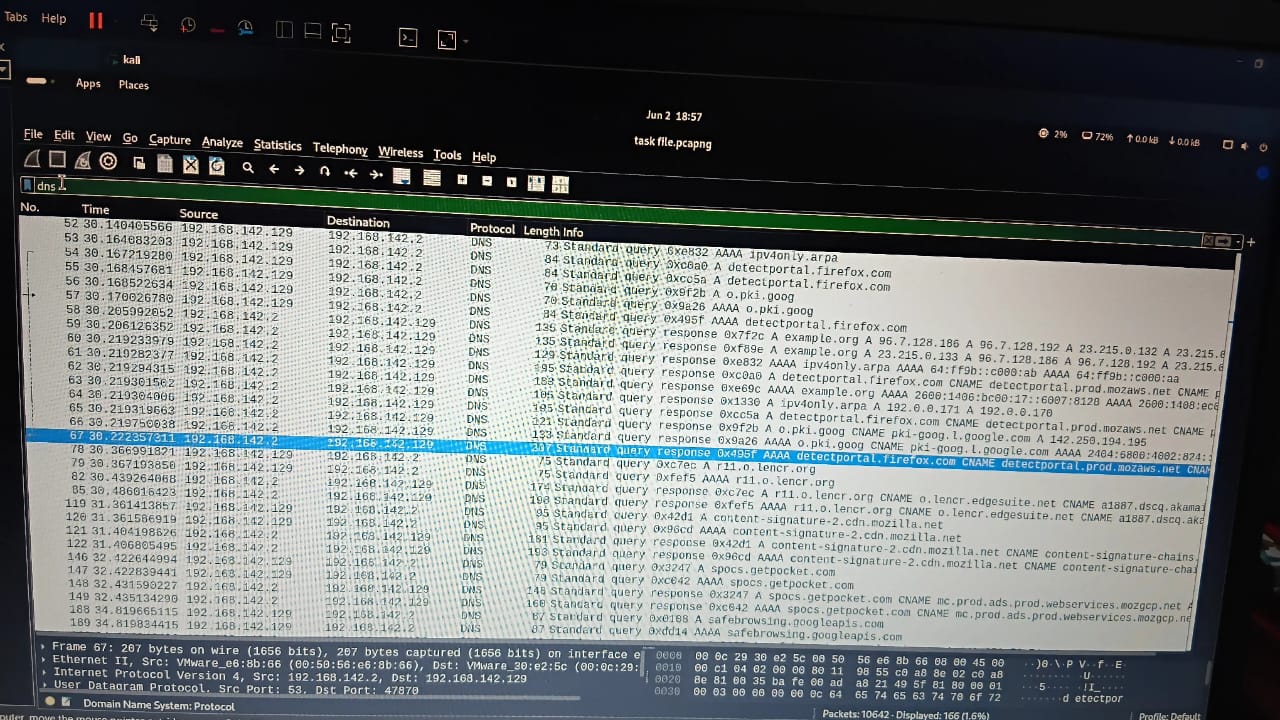 Tabs Help
kali
Apps Places
Jun 2 18:57
2% 72% ↑0.0 kB ↓0.0 kB
task file.pcapng
File Edit View Go Capture Analyze Statistics Telephony Wireless Tools Help
dns
No. Time Source Destination Protocol Length Info
52 30.140405566 192.168.142.129 192.168.142.2 DNS 73 Standard query 0xe832 AAAA ipv4only.arpa
53 30.164083203 192.168.142.129 192.168.142.2 DNS 84 Standard query 0xc0a0 A detectportal.firefox.com
54 30.167219280 192.168.142.129 192.168.142.2 DNS 84 Standard query 0xcc5a A detectportal.firefox.com
55 30.168457681 192.168.142.129 192.168.142.2 DNS 70 Standard query 0x9f2b A o.pki.goog
56 30.168522634 192.168.142.129 192.168.142.2 DNS 70 Standard query 0x9a26 AAAA o.pki.goog
57 30.170026780 192.168.142.129 192.168.142.2 DNS 84 Standard query 0x495f AAAA detectportal.firefox.com
58 30.205992052 192.168.142.2 192.168.142.129 DNS 135 Standard query response 0x7f2c A example.org A 96.7.128.186 A 96.7.128.192 A 23.215.0.132 A 23.215.0
59 30.206126352 192.168.142.2 192.168.142.129 DNS 135 Standard query response 0xf89e A example.org A 23.215.0.133 A 96.7.128.186 A 96.7.128.192 A 23.215.
60 30.219233979 192.168.142.2 192.168.142.129 DNS 129 Standard query response 0xe832 AAAA ipv4only.arpa AAAA 64:ff9b::c000:ab AAAA 64:ff9b::c000:aa
61 30.219282377 192.168.142.2 192.168.142.129 DNS 195 Standard query response 0xc0a0 A detectportal.firefox.com CNAME detectportal.prod.mozaws.net CNAME
62 30.219294315 192.168.142.2 192.168.142.129 DNS Standard query response 0xe69c AAAA example.org AAAA 2600:1406:bc00:17::6007:8128 AAAA 2600:1408:ec0
63 30.219301562 192.168.142.2 192.168.142.129 DNS 105 Standard query response 0x1330 A ipv4only.arpa A 192.0.0.171 A 192.0.0.170
64 30.219304006 192.168.142.2 192.168.142.129 DNS 195 Standard query response 0xcc5a A detectportal.firefox.com CNAME detectportal.prod.mozaws.net CNAME
65 30.219319663 192.168.142.2 192.168.142.129 DNS 121 Standard query response 0x9f2b A o.pki.goog CNAME pki-goog.l.google.com A 142.250.194.195
66 30.219750038 192.168.142.2 192.168.142.129 DNS 133 Standard query response 0x9a26 AAAA o.pki.goog CNAME pki-goog.l.google.com AAAA 2404:6800:4002:824::
67 30.222357311 192.168.142.2 192.168.142.129 DNS 207 Standard query response 0x495f AAAA detectportal.firefox.com CNAME detectportal.prod.mozaws.net CNAM
78 30.366991821 192.168.142.129 192.168.142.2 DNS 75 Standard query 0xc7ec A r11.o.lencr.org
79 30.367193850 192.168.142.129 192.168.142.2 DNS 75 Standard query 0xfef5 AAAA r11.o.lencr.org
82 30.439264068 192.168.142.2 192.168.142.129 DNS 174 Standard query response 0xc7ec A r11.o.lencr.org CNAME o.lencr.edgesuite.net CNAME a1887.dscq.akamai
85 30.486016423 192.168.142.2 192.168.142.129 DNS 198 Standard query response 0xfef5 AAAA r11.o.lencr.org CNAME o.lencr.edgesuite.net CNAME a1887.dscq.aka
119 31.361413857 192.168.142.129 192.168.142.2 DNS 95 Standard query 0x42d1 A content-signature-2.cdn.mozilla.net
120 31.361586919 192.168.142.129 192.168.142.2 DNS 95 Standard query 0x96cd AAAA content-signature-2.cdn.mozilla.net
121 31.404198626 192.168.142.2 192.168.142.129 DNS 181 Standard query response 0x42d1 A content-signature-2.cdn.mozilla.net CNAME content-signature-chains.
122 31.406805495 192.168.142.2 192.168.142.129 DNS 193 Standard query response 0x96cd AAAA content-signature-2.cdn.mozilla.net CNAME content-signature-chai
146 32.422644994 192.168.142.129 192.168.142.2 DNS 79 Standard query 0x3247 A spocs.getpocket.com
147 32.422839441 192.168.142.129 192.168.142.2 DNS 79 Standard query 0xc642 AAAA spocs.getpocket.com
148 32.431590227 192.168.142.2 192.168.142.129 DNS 148 Standard query response 0x3247 A spocs.getpocket.com CNAME mc.prod.ads.prod.webservices.mozgcp.net A
149 32.435134290 192.168.142.2 192.168.142.129 DNS 160 Standard query response 0xc642 AAAA spocs.getpocket.com CNAME mc.prod.ads.prod.webservices.mozgcp.ne
188 34.819665115 192.168.142.129 192.168.142.2 DNS 87 Standard query 0x0108 A safebrowsing.googleapis.com
189 34.819834415 192.168.142.129 192.168.142.2 DNS 87 Standard query 0xdd14 AAAA safebrowsing.googleapis.com
Frame 67: 207 bytes on wire (1656 bits), 207 bytes captured (1656 bits) on interface e
Ethernet II, Src: VMware_e6:8b:66 (00:50:56:e6:8b:66), Dst: VMware_30:e2:5c (00:0c:29:
Internet Protocol Version 4, Src: 192.168.142.2, Dst: 192.168.142.129
User Datagram Protocol, Src Port: 53, Dst Port: 47870
0000 00 0c 29 30 e2 5c 00 50 56 e6 8b 66 08 00 45 00 ··)0·\·P V··f··E·
0010 00 c1 04 02 00 00 80 11 98 55 c0 a8 8e 02 c0 a8
0020 8e 81 00 35 ba fe 00 ad a8 21 49 5f 81 80 00 01
0030 00 03 00 00 00 00 0c 64 65 74 65 63 74 70 6f 72 detectpor
Domain Name System: Protocol
Packets: 10642 · Displayed: 166 (1.6%)
Profile: Default